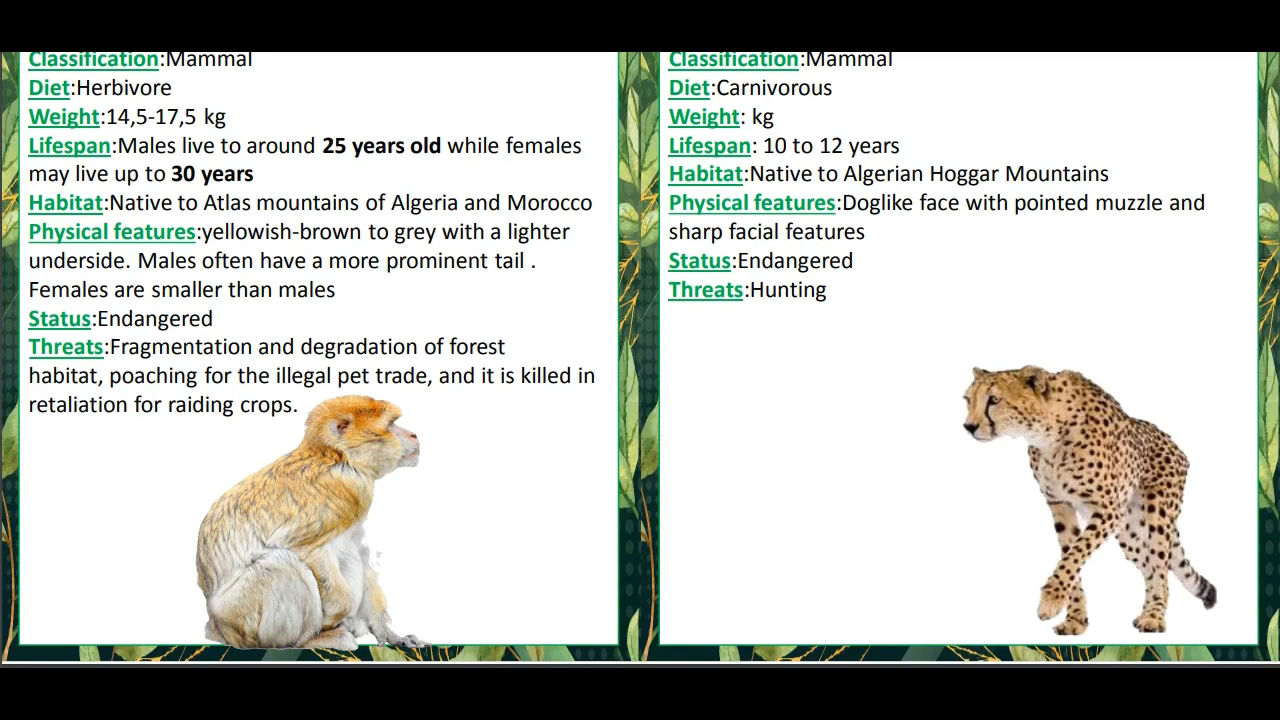 Classification:Mammal
Diet:Herbivore
Weight:14,5-17,5 kg
Lifespan:Males live to around 25 years old while females
may live up to 30 years
Habitat:Native to Atlas mountains of Algeria and Morocco
Physical features:yellowish-brown to grey with a lighter
underside. Males often have a more prominent tail .
Females are smaller than males
Status:Endangered
Threats:Fragmentation and degradation of forest
habitat, poaching for the illegal pet trade, and it is killed in
retaliation for raiding crops.
Classification:Mammal
Diet:Carnivorous
Weight: kg
Lifespan: 10 to 12 years
Habitat:Native to Algerian Hoggar Mountains
Physical features:Doglike face with pointed muzzle and
sharp facial features
Status:Endangered
Threats:Hunting